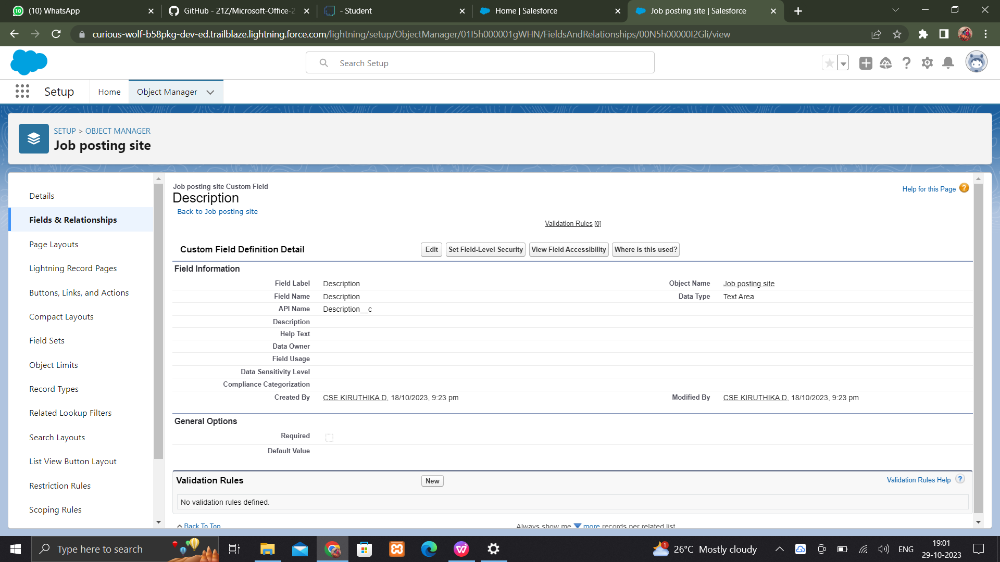 (10) WhatsApp
GitHub - 21Z/Microsoft-Office-2
- Student
Home | Salesforce
Job posting site | Salesforce
curious-wolf-b58pkg-dev-ed.trailblaze.lightning.force.com/lightning/setup/ObjectManager/01I5h000001gWHN/FieldsAndRelationships/00N5h00000I2Gli/view
Search Setup
Setup
Home
Object Manager
SETUP > OBJECT MANAGER
Job posting site
Details
Fields & Relationships
Page Layouts
Lightning Record Pages
Buttons, Links, and Actions
Compact Layouts
Field Sets
Object Limits
Record Types
Related Lookup Filters
Search Layouts
List View Button Layout
Restriction Rules
Scoping Rules
Job posting site Custom Field
Description
Back to Job posting site
Help for this Page
Validation Rules [0]
Custom Field Definition Detail
Edit
Set Field-Level Security
View Field Accessibility
Where is this used?
Field Information
Field Label Description
Object Name Job posting site
Field Name Description
Data Type Text Area
API Name Description__c
Description
Help Text
Data Owner
Field Usage
Data Sensitivity Level
Compliance Categorization
Created By CSE KIRUTHIKA D, 18/10/2023, 9:23 pm
Modified By CSE KIRUTHIKA D, 18/10/2023, 9:23 pm
General Options
Required
Default Value
Validation Rules
New
Validation Rules Help
No validation rules defined.
Back To Top
Always show me more records per related list
Type here to search
1
26°C Mostly cloudy
ENG
19:01
29-10-2023